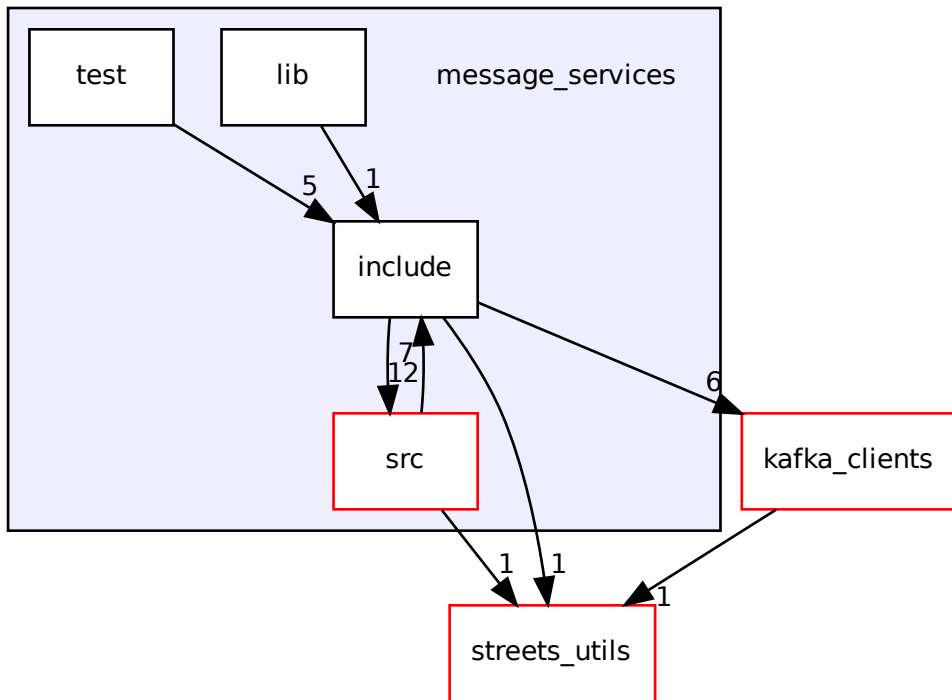 test
lib
message_services
5
1
include
7
12
6
src
kafka_clients
1
1
1
streets_utils